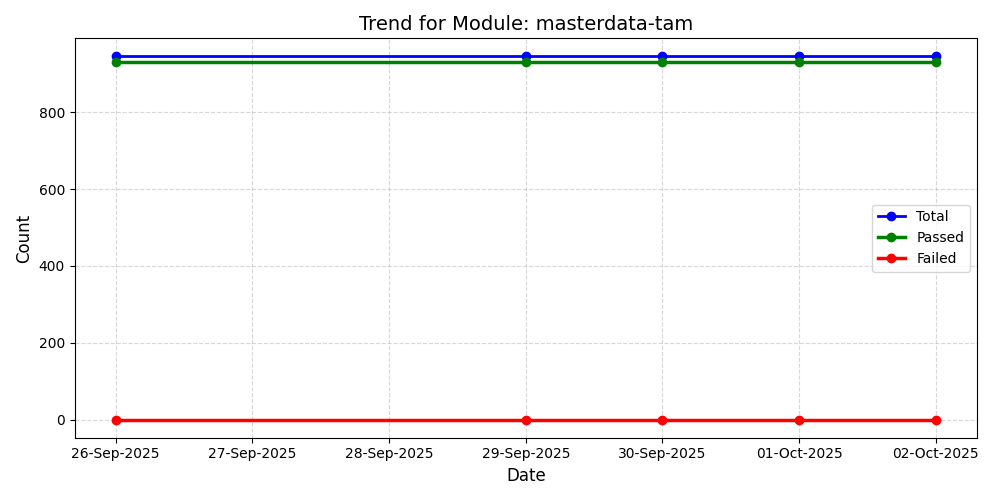 Trend for Module: masterdata-tam
Count
800
600
400
200
0
Total
Passed
Failed
26-Sep-2025
27-Sep-2025
28-Sep-2025
29-Sep-2025
30-Sep-2025
01-Oct-2025
02-Oct-2025
Date